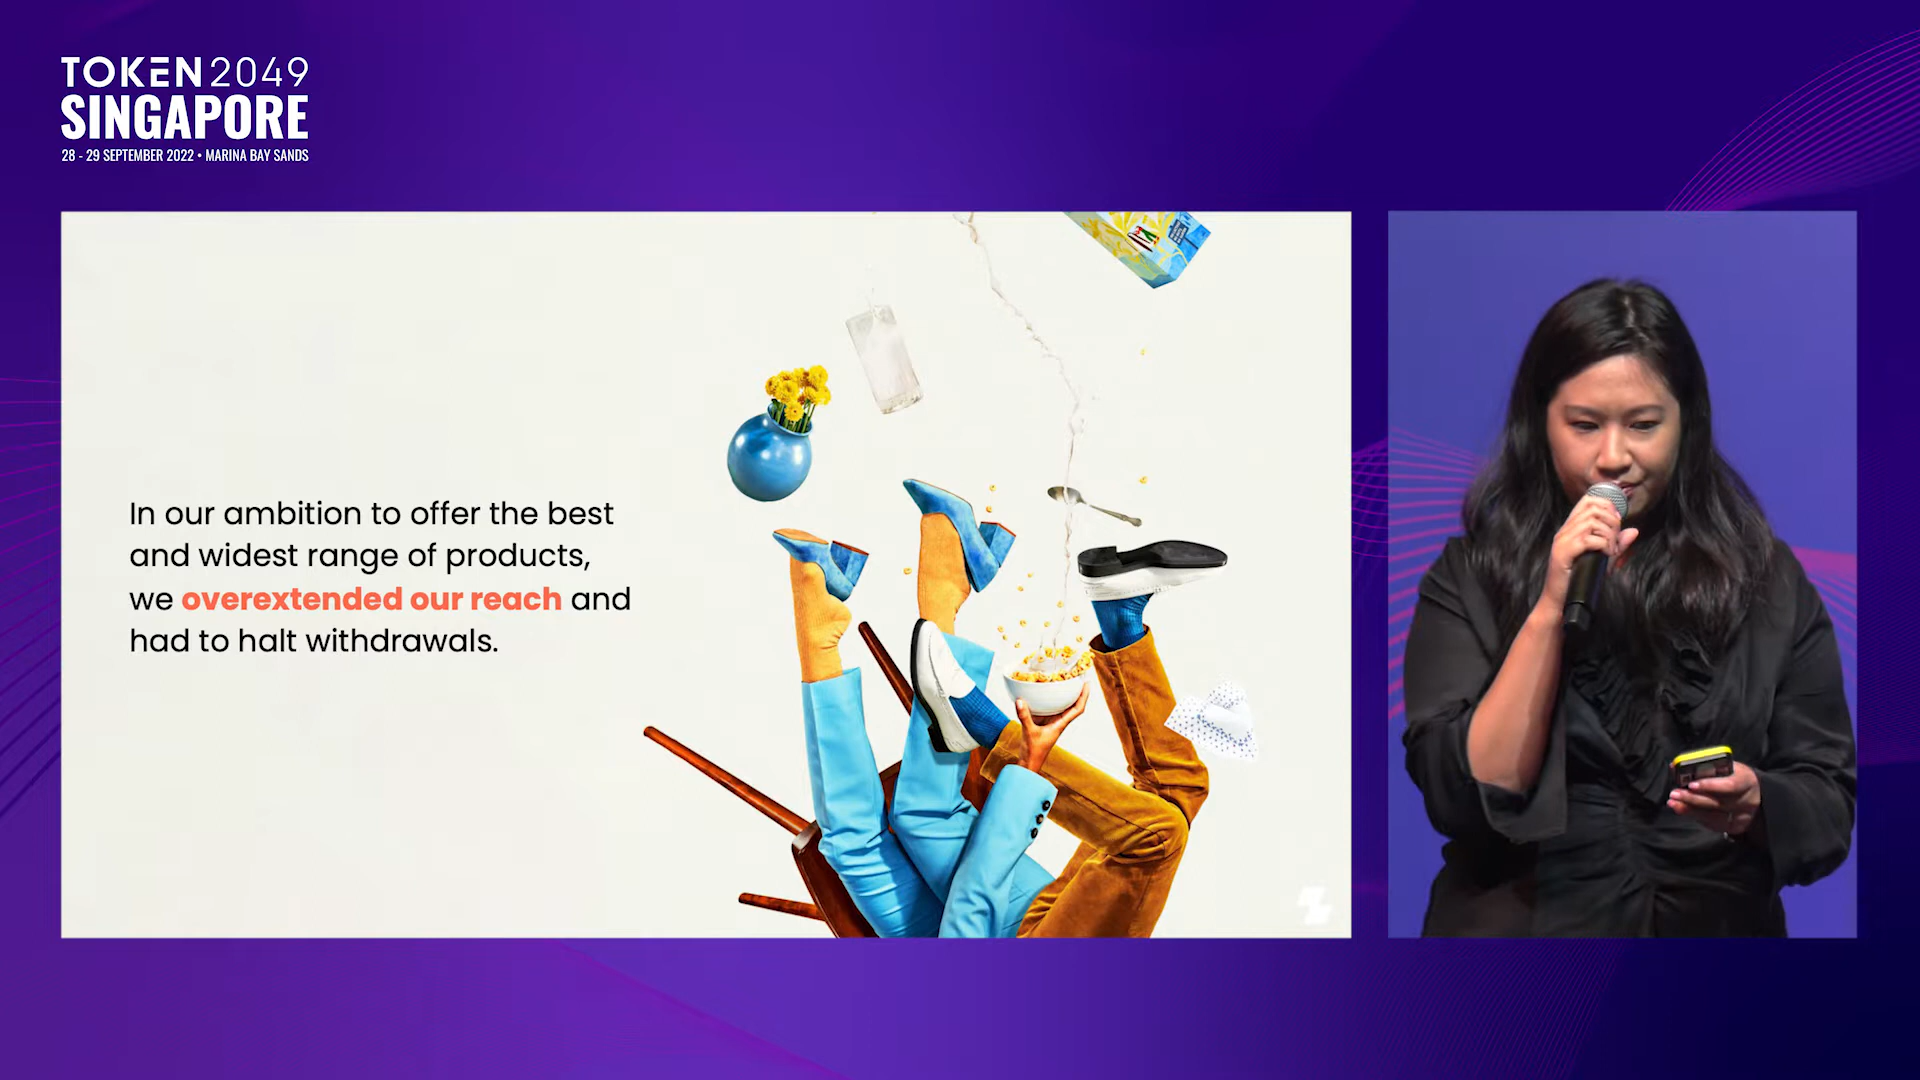 TOKEN2049
SINGAPORE
28 - 29 SEPTEMBER 2022 • MARINA BAY SANDS
In our ambition to offer the best
and widest range of products,
we overextended our reach and
had to halt withdrawals.